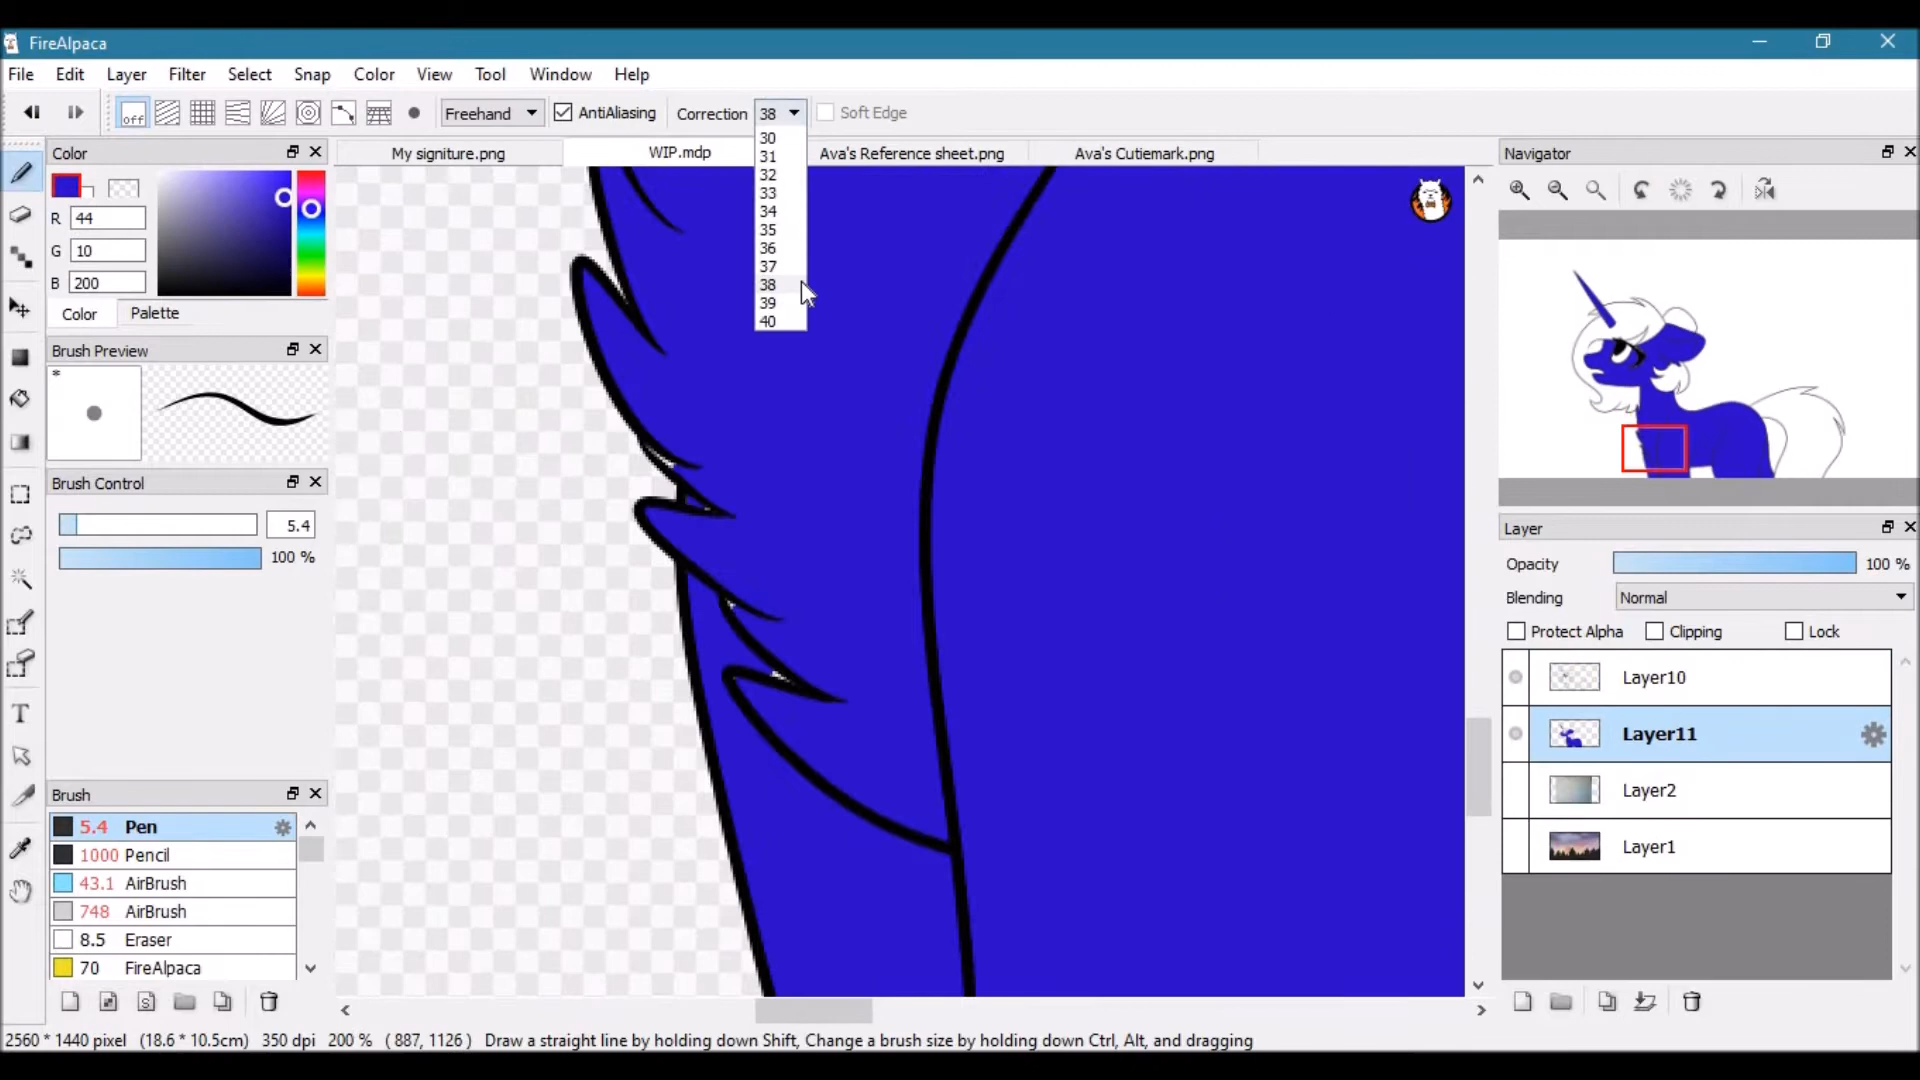 FireAlpaca
File Edit Layer Filter Select Snap Color View Tool Window Help
off Freehand AntiAliasing Correction 38 Soft Edge
30
31
32
33
34
35
36
37
38
39
40
My signiture.png WIP.mdp Ava's Reference sheet.png Ava's Cutiemark.png
Color
R 44
G 10
B 200
Color Palette
Brush Preview
*
Brush Control
5.4
100 %
Brush
5.4 Pen
1000 Pencil
43.1 AirBrush
748 AirBrush
8.5 Eraser
70 FireAlpaca
T
S
Navigator
Layer
Opacity 100 %
Blending Normal
Protect Alpha Clipping Lock
Layer10
Layer11
Layer2
Layer1
2560 * 1440 pixel (18.6 * 10.5cm) 350 dpi 200 % ( 887, 1126 ) Draw a straight line by holding down Shift, Change a brush size by holding down Ctrl, Alt, and dragging